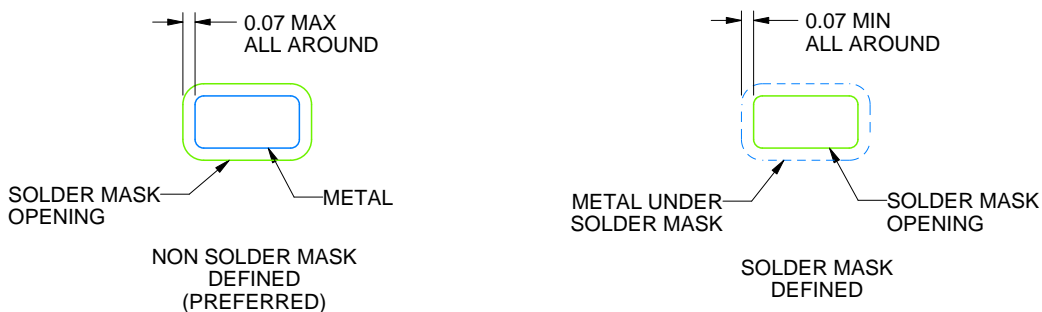 0.07 MAX
ALL AROUND
SOLDER MASK
OPENING
METAL
NON SOLDER MASK
DEFINED
(PREFERRED)
0.07 MIN
ALL AROUND
METAL UNDER
SOLDER MASK
SOLDER MASK
OPENING
SOLDER MASK
DEFINED